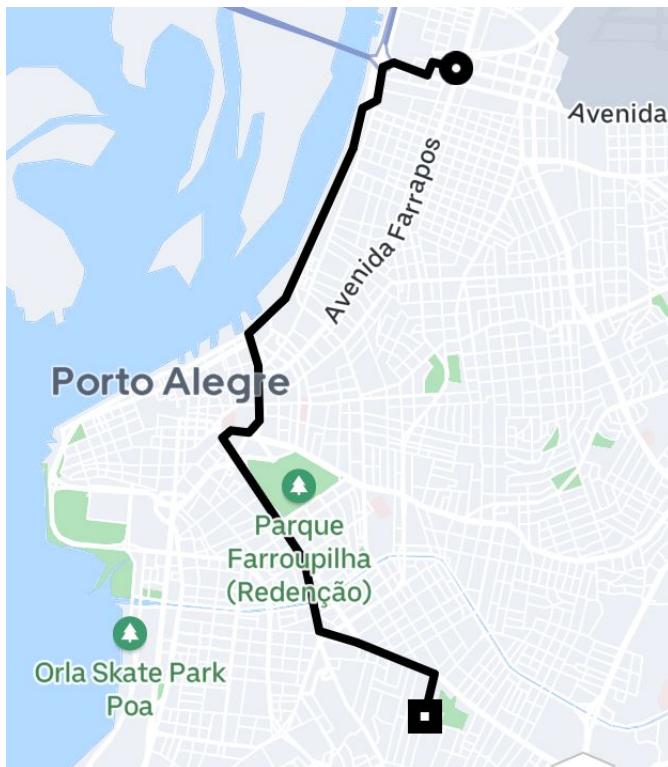 Avenida
Avenida Farrapos
Porto Alegre
Parque
Farroupilha
(Redenção)
Orla Skate Park
Poa